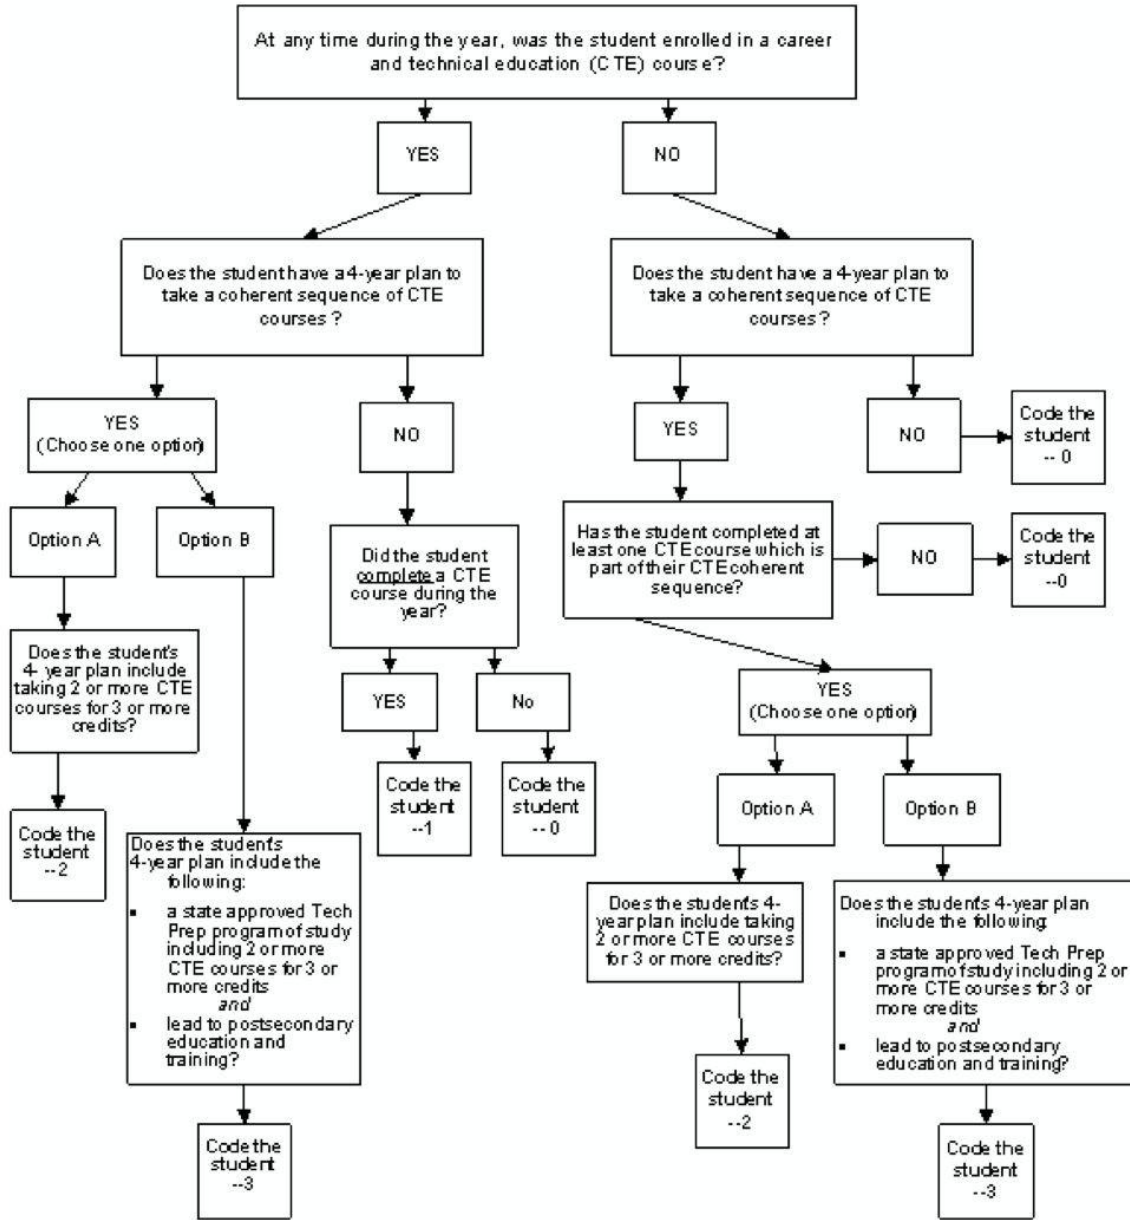 At any time during the year, was the student enrolled in a career
and technical education (CTE) course?
YES
NO
Does the student have a 4-year plan to
take a coherent sequence of CTE
courses ?
Does the student have a 4-year plan to
take a coherent sequence of CTE
courses?
YES
(Choose one option)
NO
YES
NO
Code the
student
-- 0
Option A
Option B
Did the student
complete a CTE
course during the
year?
Has the student completed at
least one CTE course which is
part of their CTE coherent
sequence?
NO
Code the
student
--0
Does the student's
4- year plan include
taking 2 or more CTE
courses for 3 or more
credits?
YES
No
YES
(Choose one option)
Code the
student
--2
Code the
student
--1
Code the
student
-- 0
Option A
Option B
Does the student's
4-year plan include the
following:
▪ a state approved Tech
Prep program of study
including 2 or more
CTE courses for 3 or
more credits
and
▪ lead to postsecondary
education and
training?
Does the student's 4-
year plan include taking
2 or more CTE courses
for 3 or more credits?
Does the student's 4-year plan
include the following:
▪ a state approved Tech Prep
program of study including 2 or
more CTE courses for 3 or
more credits
and
▪ lead to postsecondary
education and training?
Code the
student
--3
Code the
student
--2
Code the
student
--3